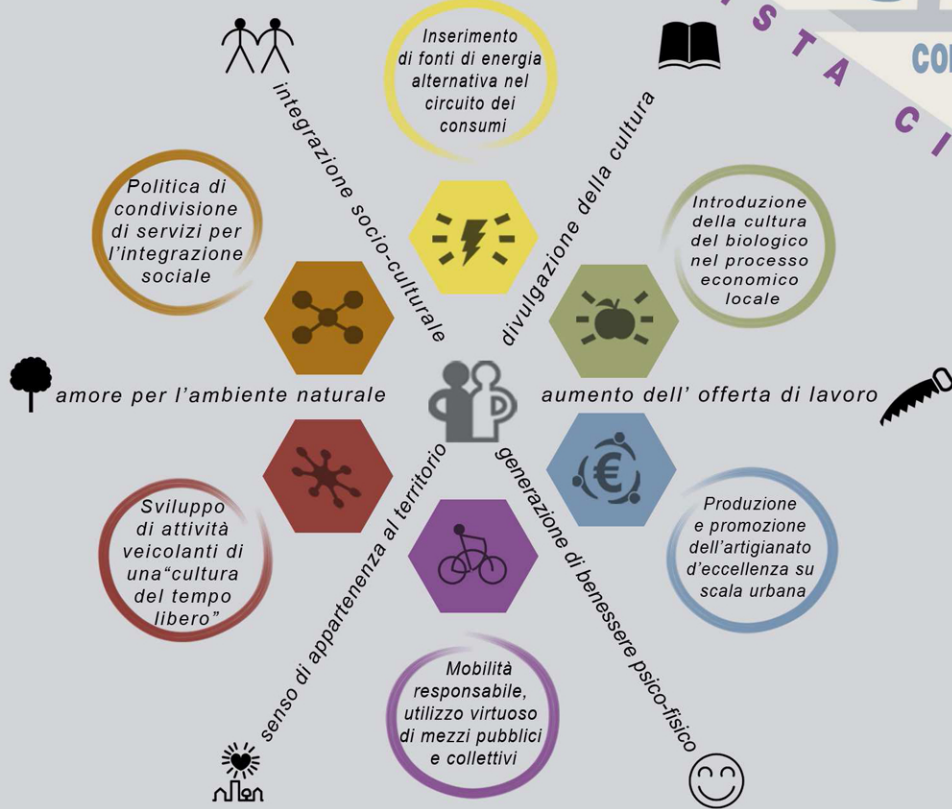 Inserimento
di fonti di energia
alternativa nel
circuito dei
consumi
integrazione socio-culturale
divulgazione della cultura
Politica di
condivisione
di servizi per
l'integrazione
sociale
Introduzione
della cultura
del biologico
nel processo
economico
locale
amore per l'ambiente naturale
aumento dell' offerta di lavoro
Sviluppo
di attività
veicolanti di
una“cultura
del tempo
libero”
senso di appartenenza al territorio
generazione di benessere psico-fisico
Produzione
e promozione
dell'artigianato
d'eccellenza su
scala urbana
Mobilità
responsabile,
utilizzo virtuoso
di mezzi pubblici
e collettivi